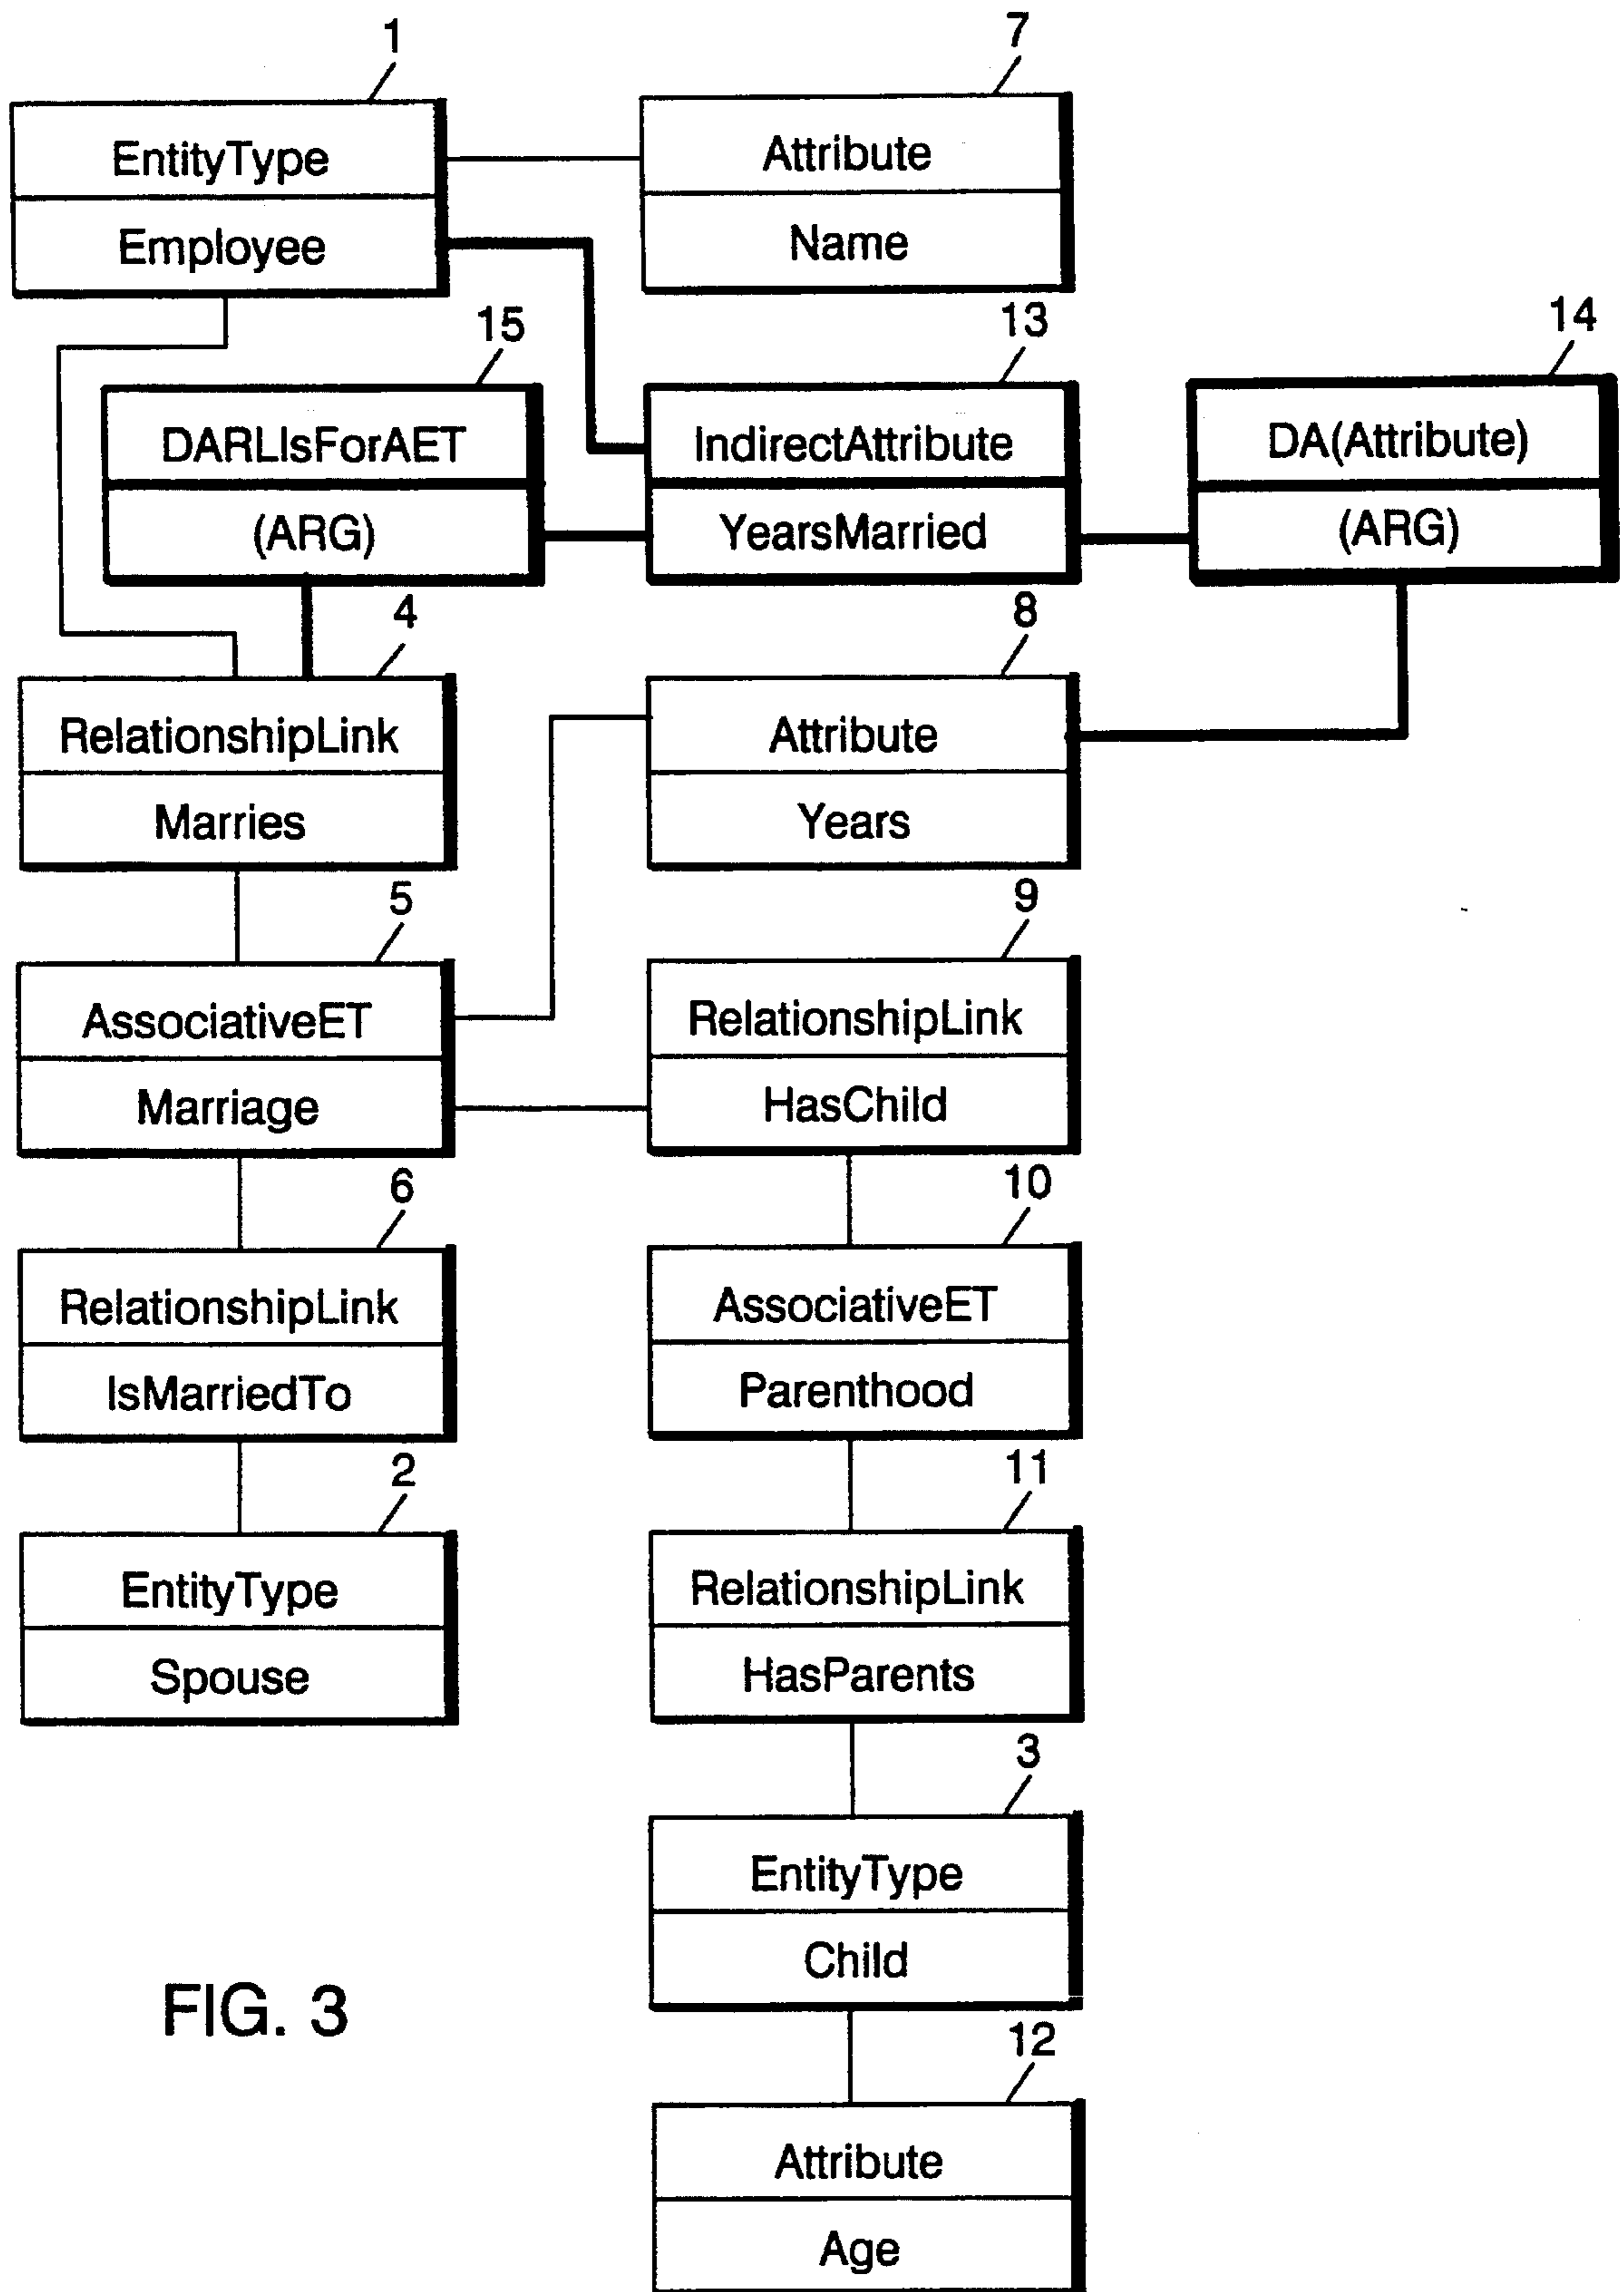 1
7
EntityType
Employee
Attribute
Name
15
13
14
DARLIsForAET
(ARG)
IndirectAttribute
YearsMarried
DA(Attribute)
(ARG)
4
8
RelationshipLink
Marries
Attribute
Years
5
9
AssociativeET
Marriage
RelationshipLink
HasChild
6
10
RelationshipLink
IsMarriedTo
AssociativeET
Parenthood
2
11
EntityType
Spouse
RelationshipLink
HasParents
3
EntityType
Child
FIG. 3
12
Attribute
Age